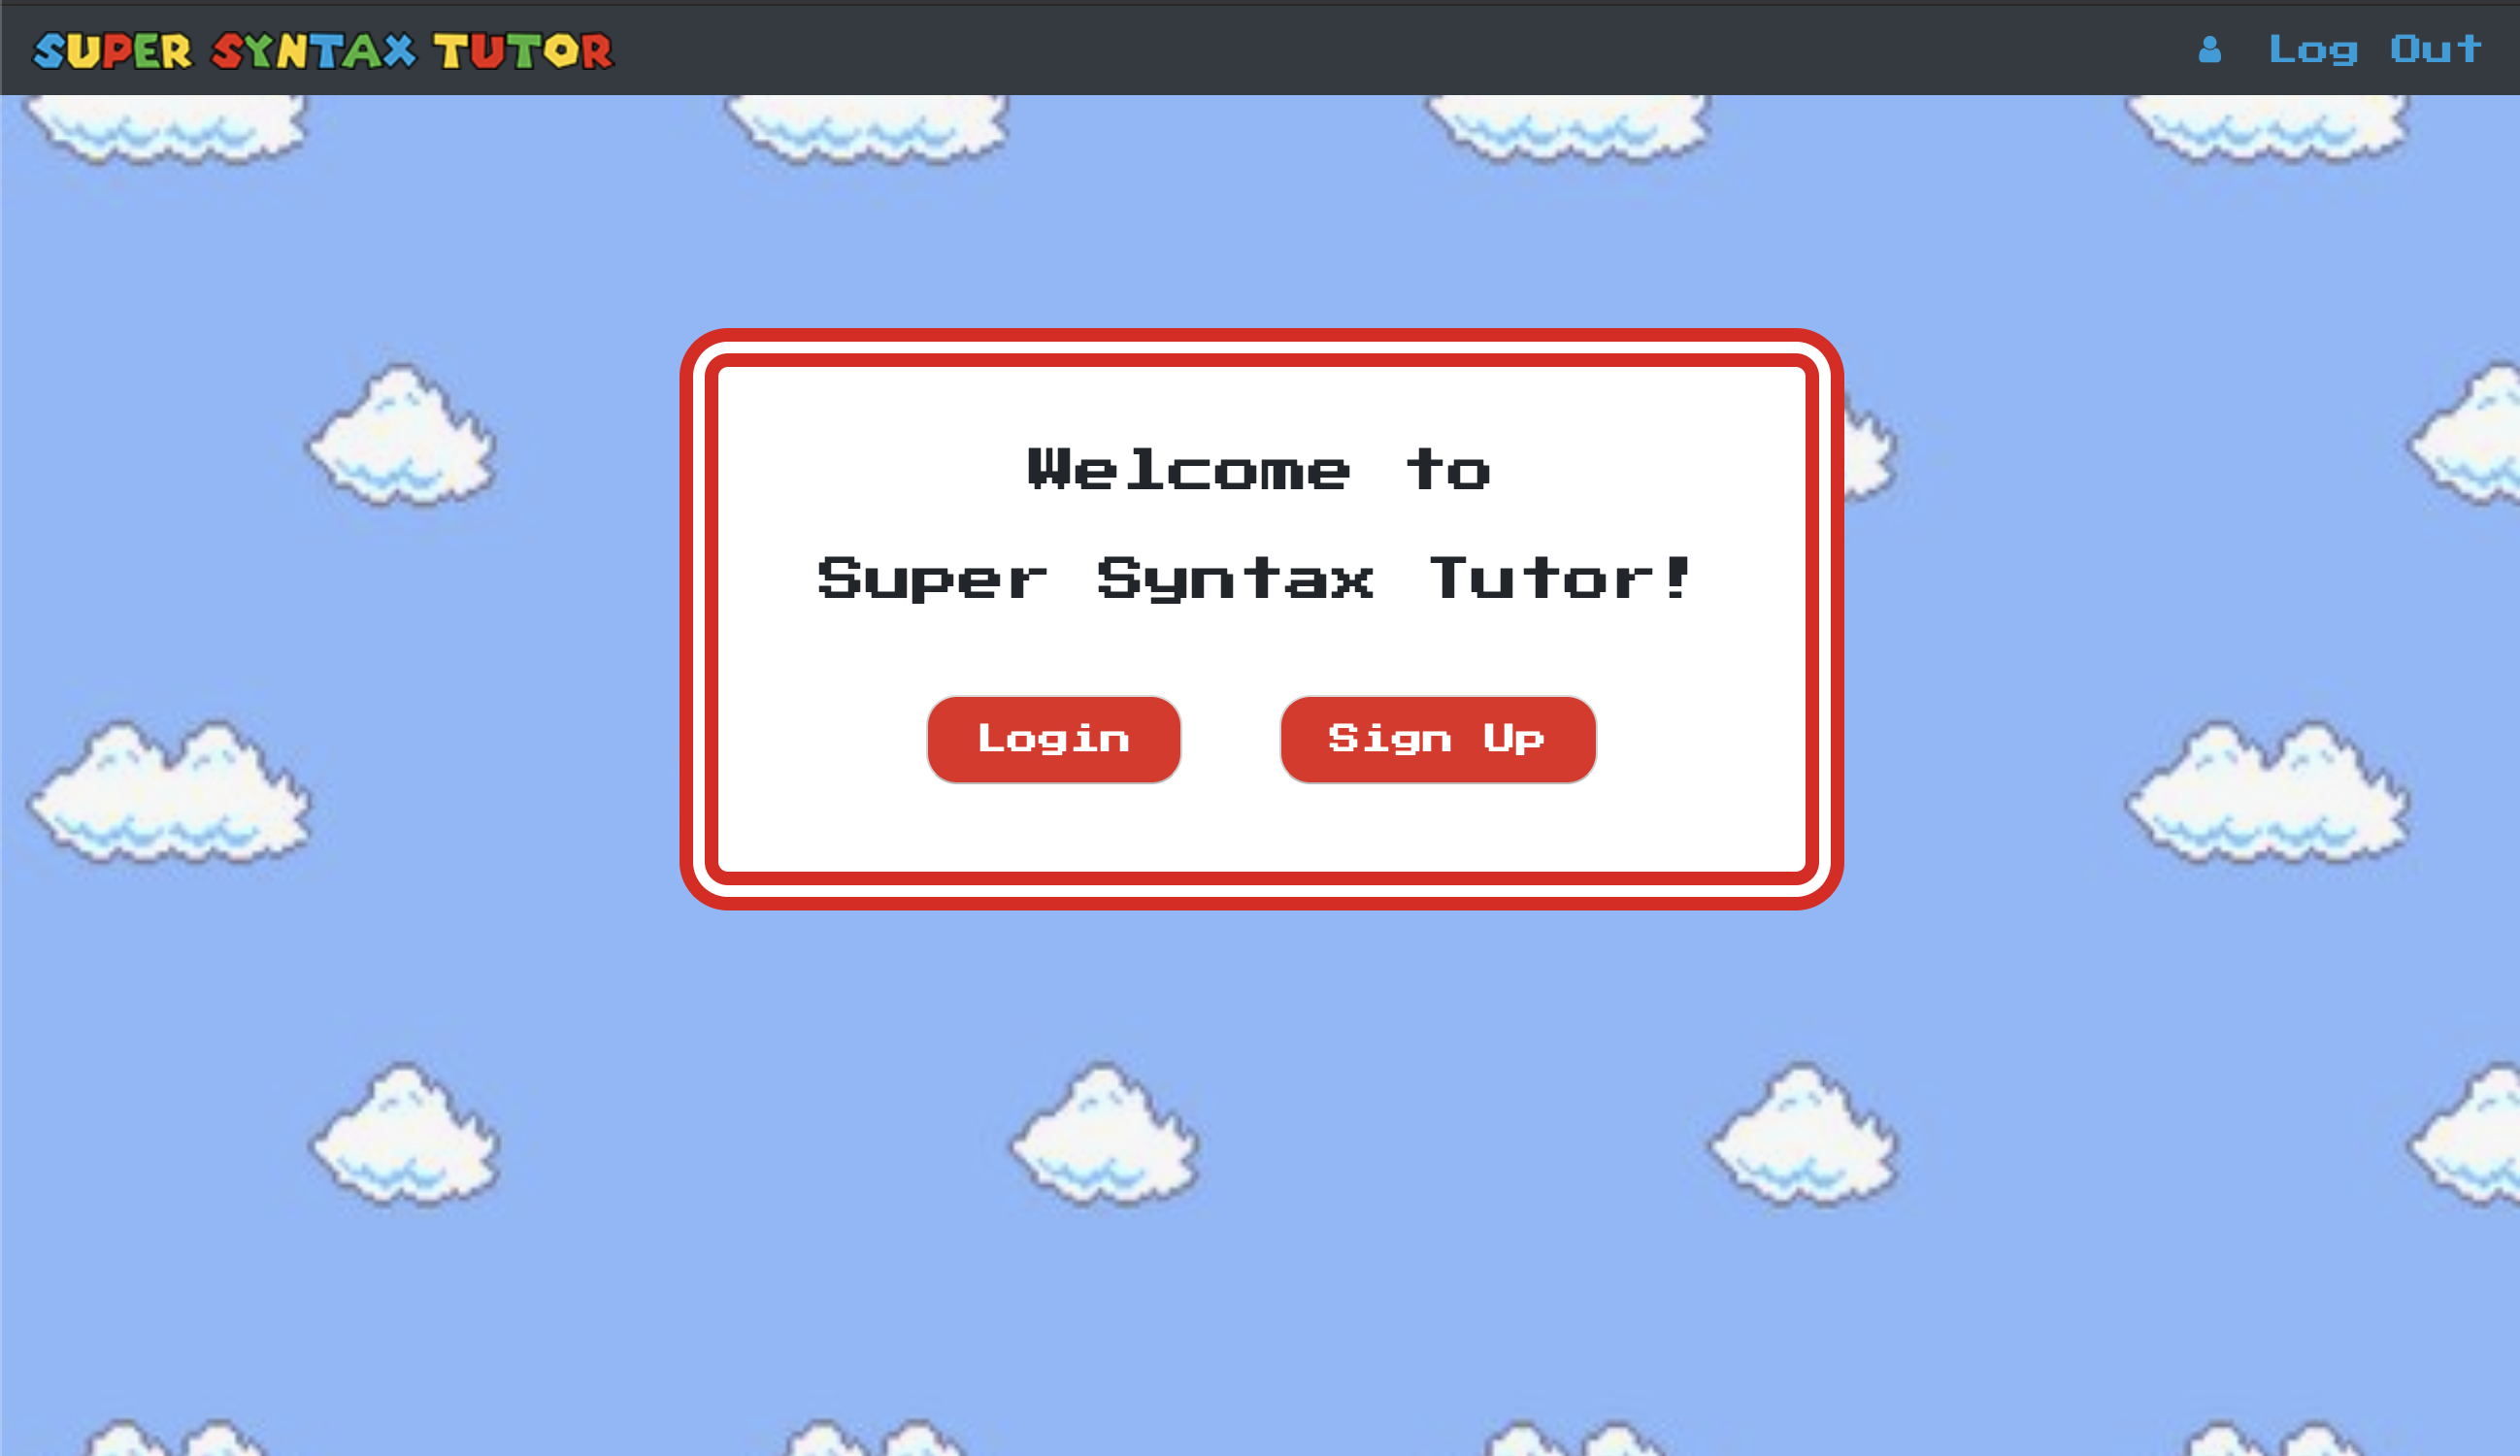 SUPER SYNTAX TUTOR
Log Out
Welcome to
Super Syntax Tutor!
Login
Sign Up